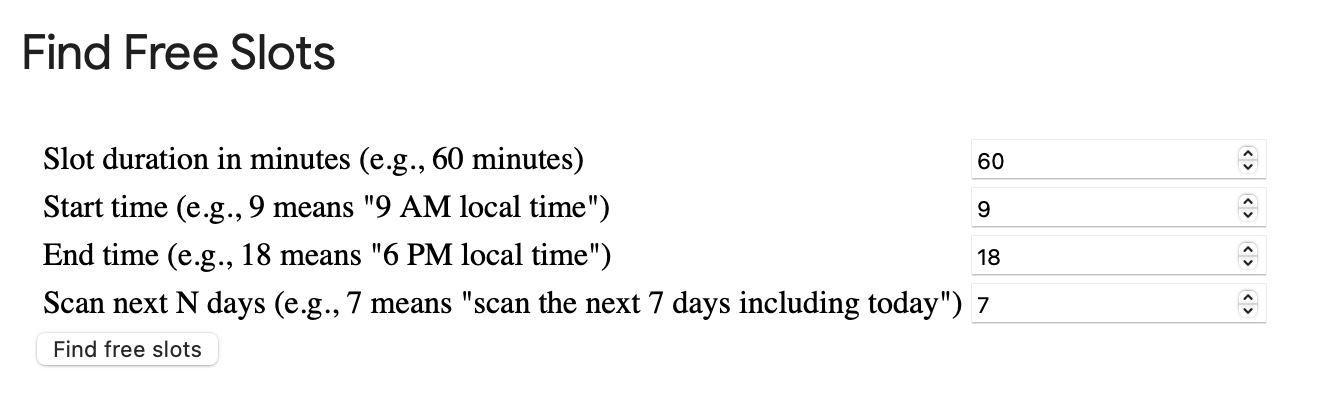 Find Free Slots
Slot duration in minutes (e.g., 60 minutes) 60
Start time (e.g., 9 means "9 AM local time") 9
End time (e.g., 18 means "6 PM local time") 18
Scan next N days (e.g., 7 means "scan the next 7 days including today") 7
Find free slots